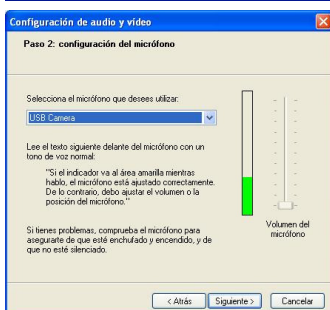 Configuración de audio y vídeo
Paso 2: configuración del micrófono
Selecciona el micrófono que desees utilizar:
USB Camera
Lee el texto siguiente delante del micrófono con un
tono de voz normal:
"Si el indicador va al área amarilla mientras
hablo, el micrófono está ajustado correctamente.
De lo contrario, debo ajustar el volumen o la
posición del micrófono."
Volumen del
micrófono
Si tienes problemas, comprueba el micrófono para
asegurarte de que esté enchufado y encendido, y de
que no esté silenciado.
< Atrás
Siguiente >
Cancelar